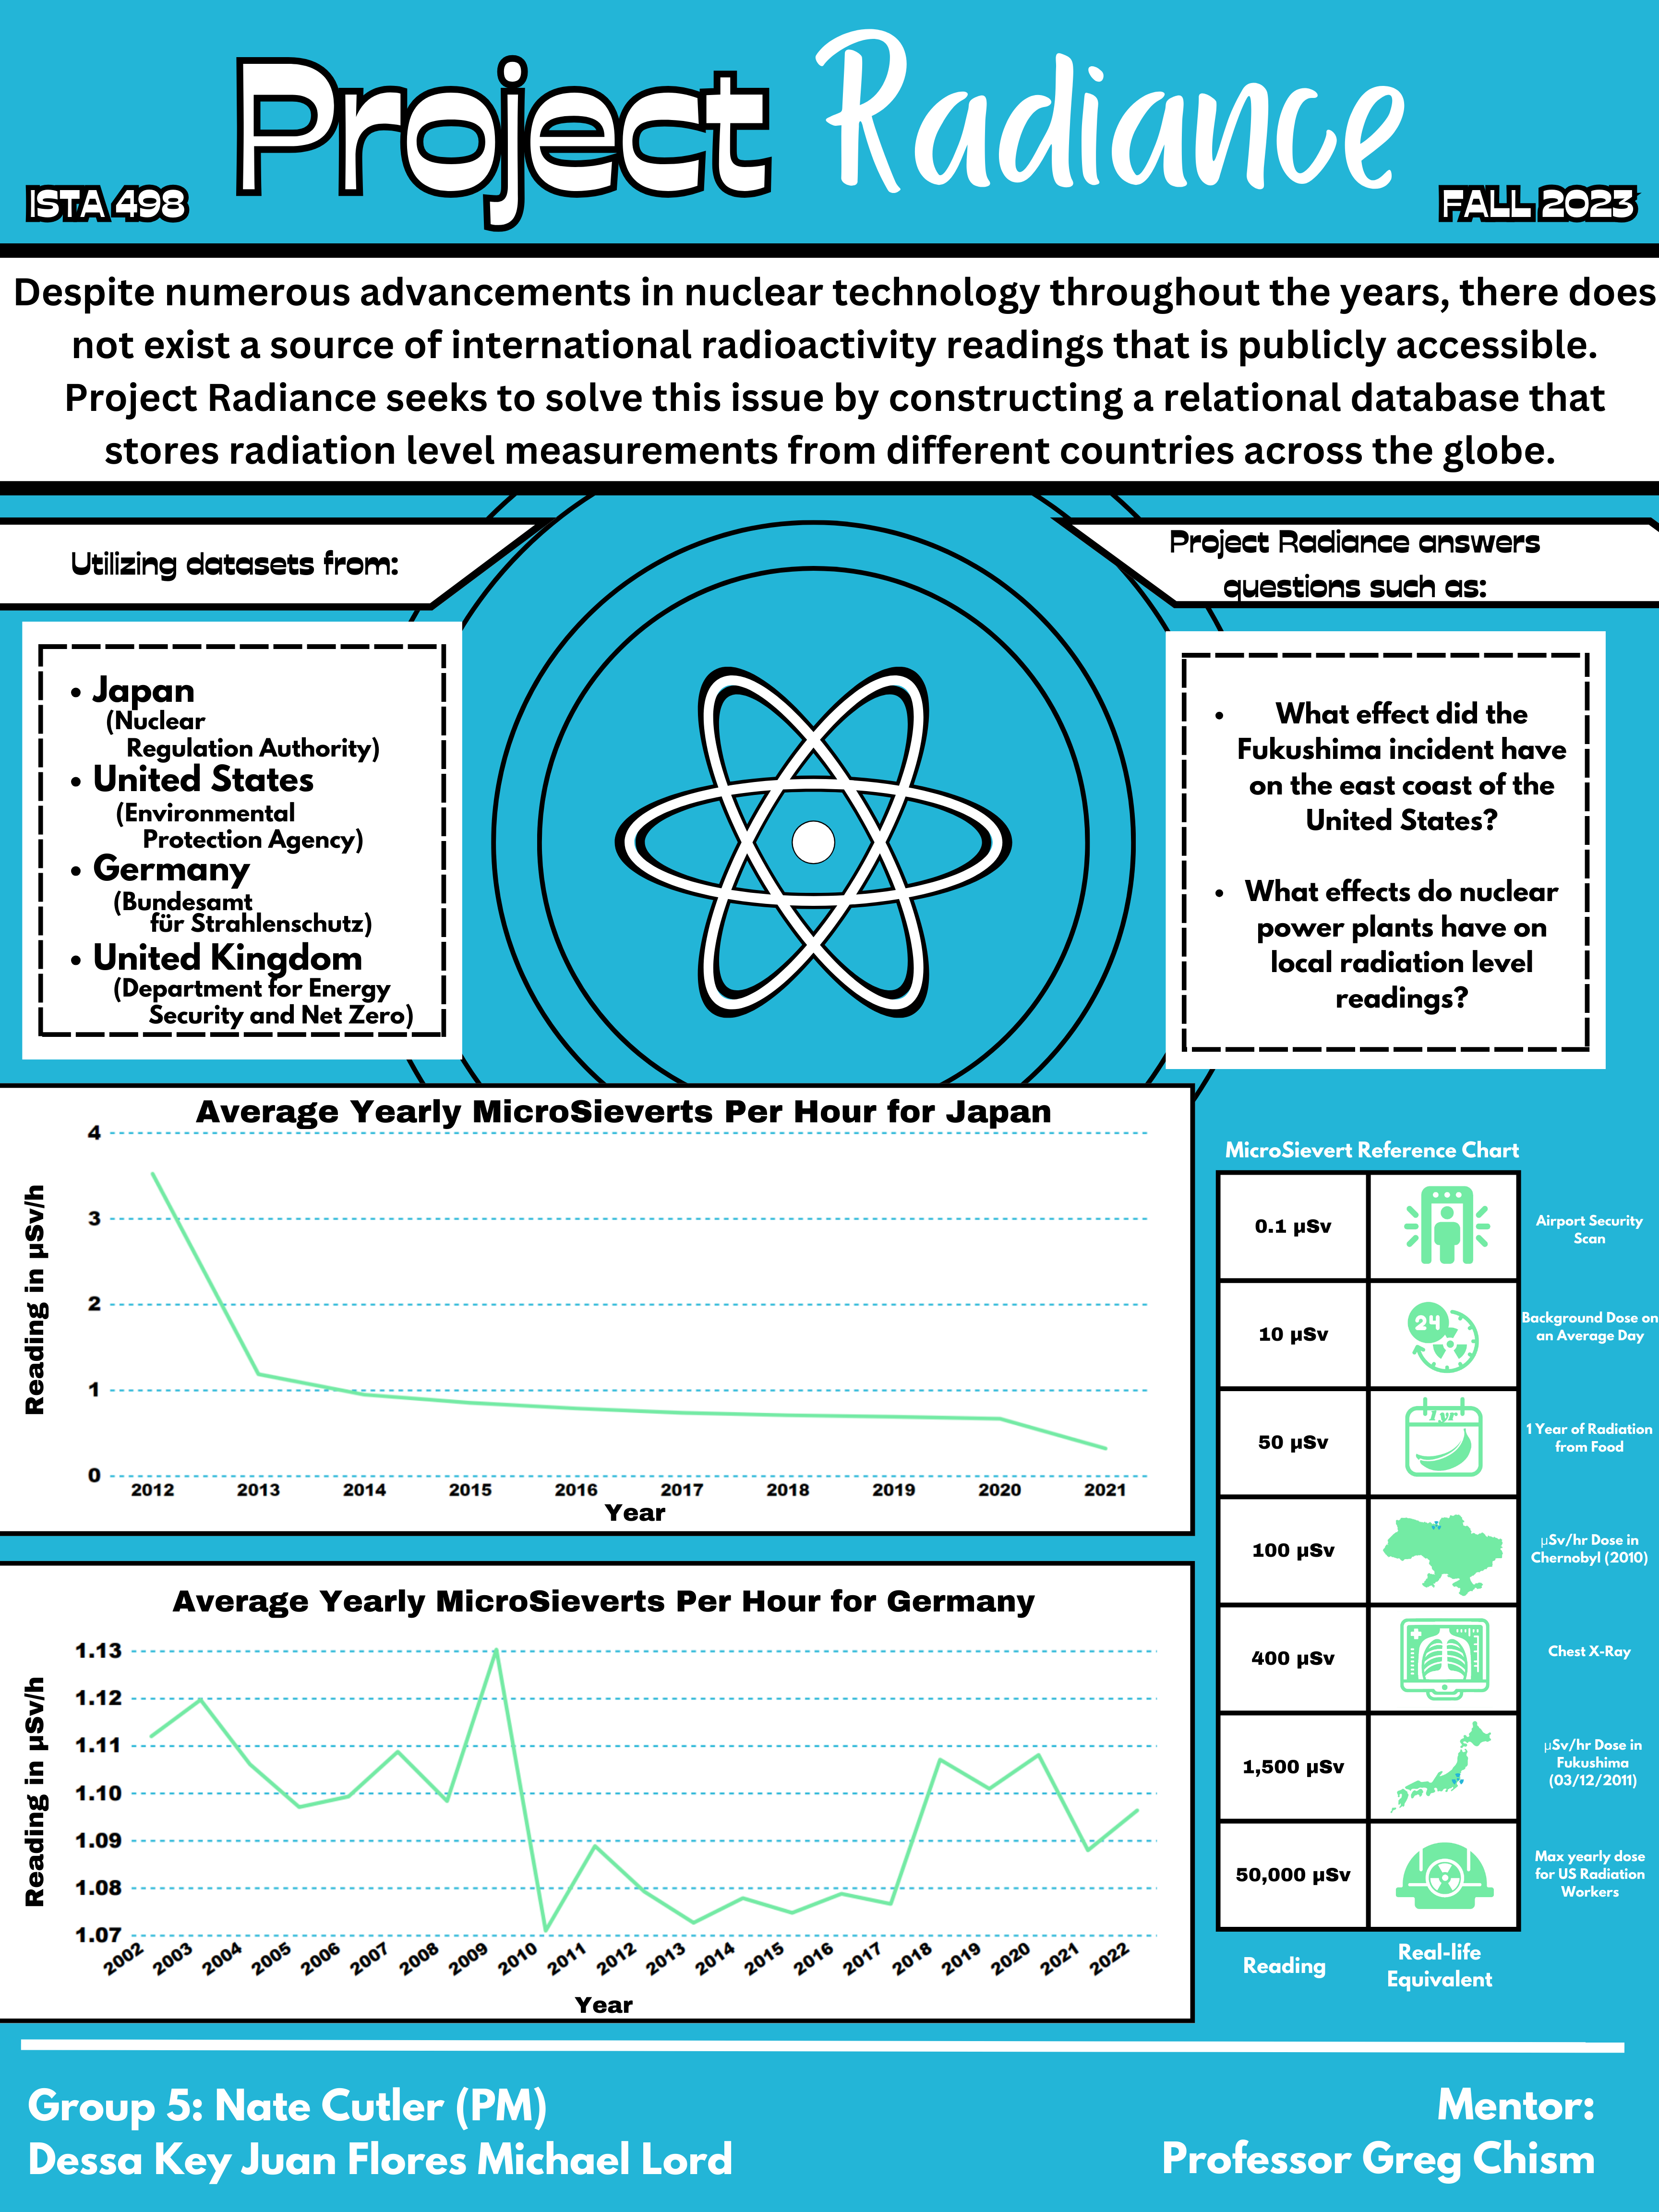 Project Radiance
ISTA 498
FALL 2023
Despite numerous advancements in nuclear technology throughout the years, there does
not exist a source of international radioactivity readings that is publicly accessible.
Project Radiance seeks to solve this issue by constructing a relational database that
stores radiation level measurements from different countries across the globe.
Utilizing datasets from:
• Japan
(Nuclear
Regulation Authority)
• United States
(Environmental
Protection Agency)
• Germany
(Bundesamt
für Strahlenschutz)
• United Kingdom
(Department for Energy
Security and Net Zero)
Project Radiance answers
questions such as:
• What effect did the
Fukushima incident have
on the east coast of the
United States?
• What effects do nuclear
power plants have on
local radiation level
readings?
Average Yearly MicroSieverts Per Hour for Japan
Reading in µSv/h
4
3
2
1
0
2012 2013 2014 2015 2016 2017 2018 2019 2020 2021
Year
Average Yearly MicroSieverts Per Hour for Germany
Reading in µSv/h
1.13
1.12
1.11
1.10
1.09
1.08
1.07
2002 2003 2004 2005 2006 2007 2008 2009 2010 2011 2012 2013 2014 2015 2016 2017 2018 2019 2020 2021 2022
Year
MicroSievert Reference Chart
0.1 µSv
Airport Security
Scan
10 µSv
24
Background Dose on
an Average Day
50 µSv
1 yr
1 Year of Radiation
from Food
100 µSv
µSv/hr Dose in
Chernobyl (2010)
400 µSv
Chest X-Ray
1,500 µSv
µSv/hr Dose in
Fukushima
(03/12/2011)
50,000 µSv
Max yearly dose
for US Radiation
Workers
Reading
Real-life
Equivalent
Group 5: Nate Cutler (PM)
Dessa Key Juan Flores Michael Lord
Mentor:
Professor Greg Chism